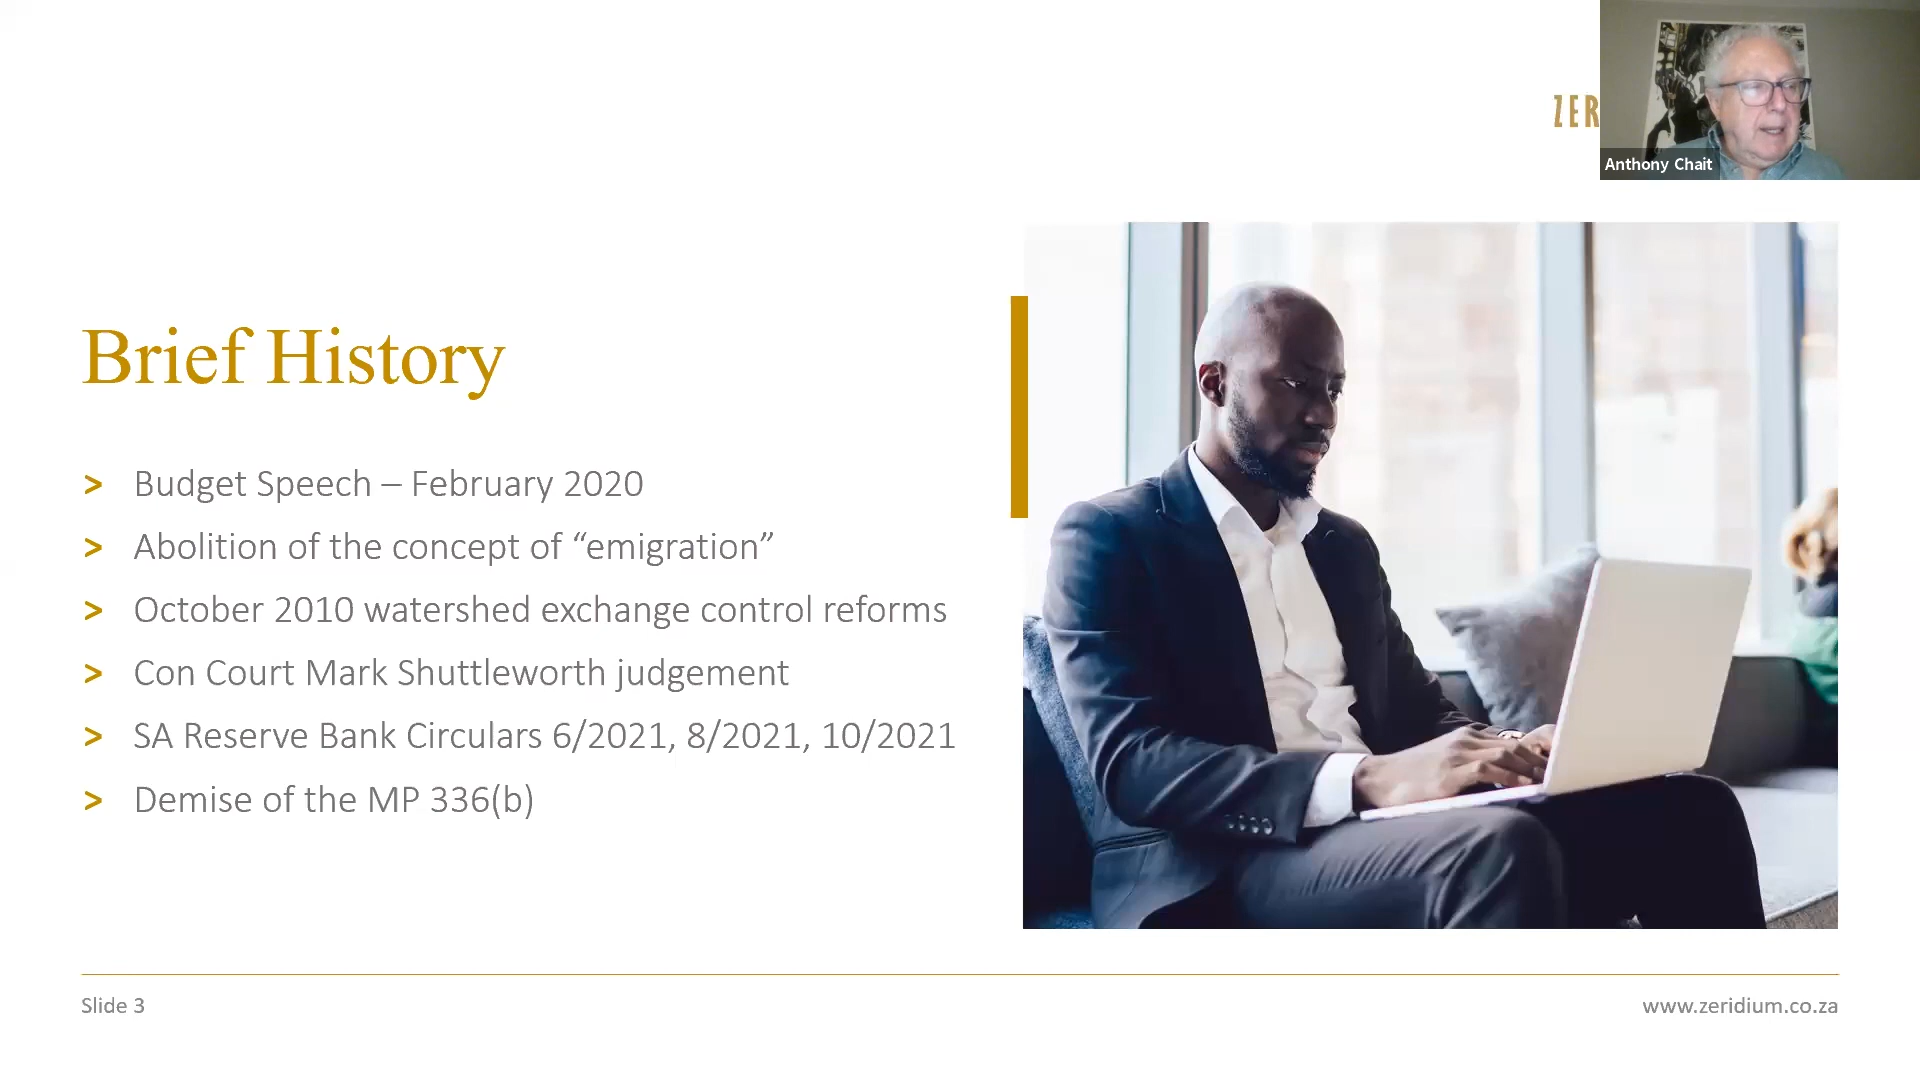 ZER
Anthony Chait
Brief History
> Budget Speech – February 2020
> Abolition of the concept of “emigration”
> October 2010 watershed exchange control reforms
> Con Court Mark Shuttleworth judgement
> SA Reserve Bank Circulars 6/2021, 8/2021, 10/2021
> Demise of the MP 336(b)
Slide 3
www.zeridium.co.za